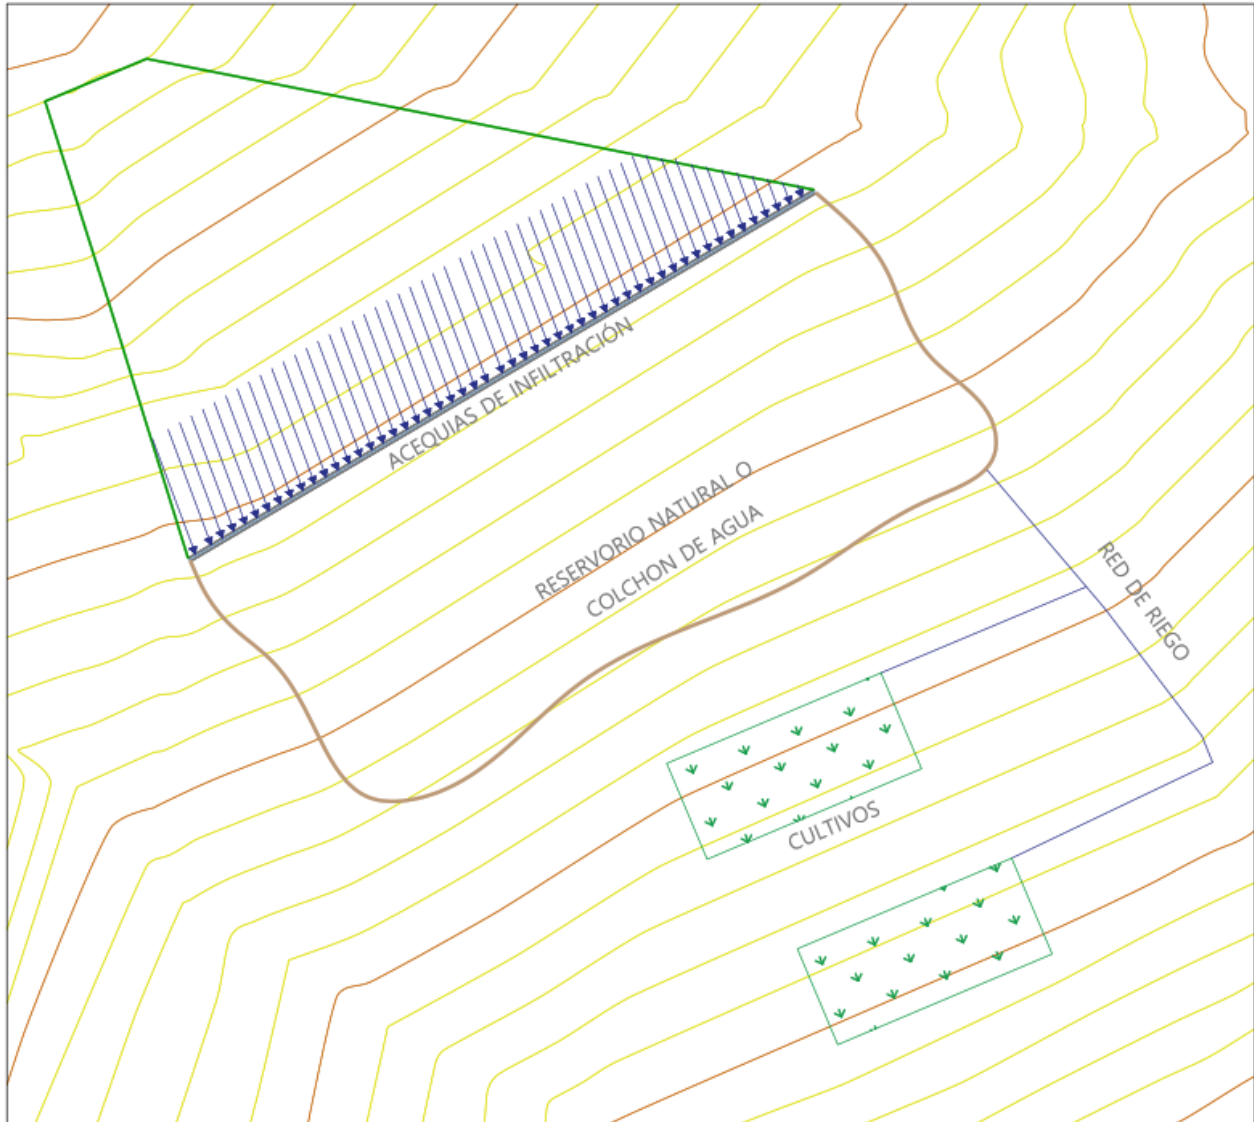 ACEQUIAS DE INFILTRACIÓN
RESERVORIO NATURAL O
COLCHON DE AGUA
RED DE RIEGO
CULTIVOS